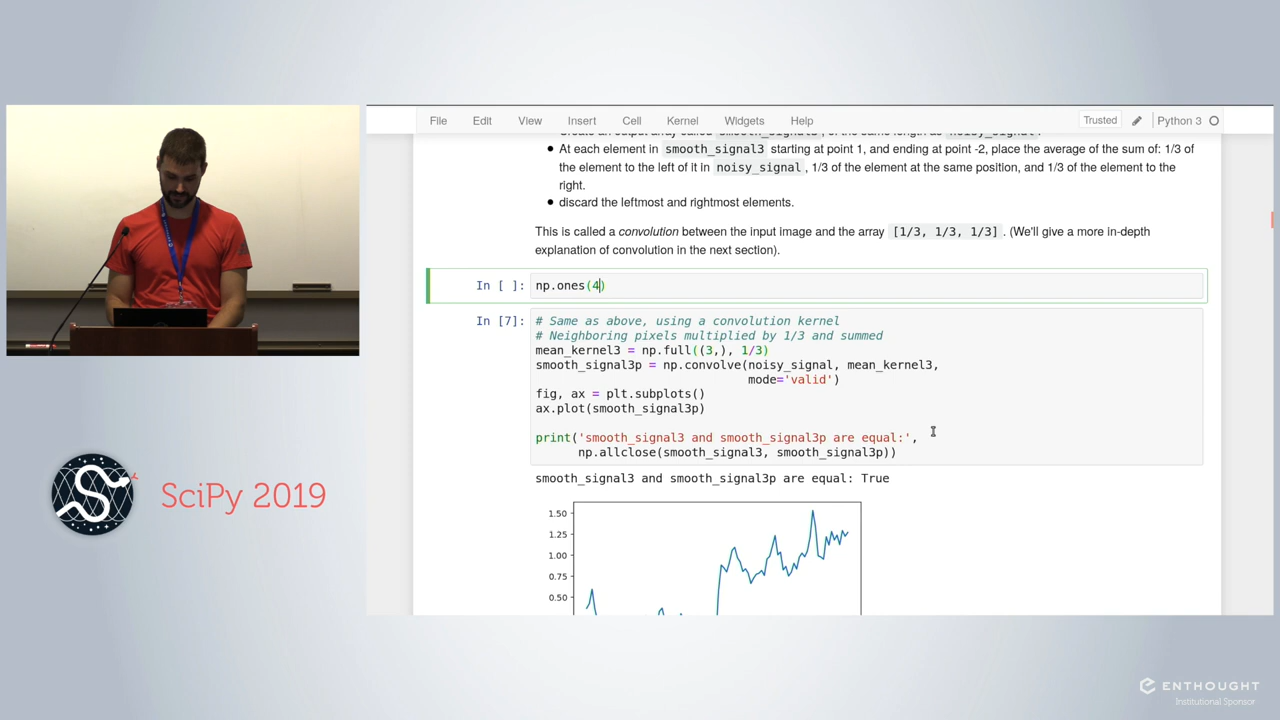 File Edit View Insert Cell Kernel Widgets Help Trusted Python 3
At each element in smooth_signal3 starting at point 1, and ending at point -2, place the average of the sum of: 1/3 of
the element to the left of it in noisy_signal , 1/3 of the element at the same position, and 1/3 of the element to the
right.
discard the leftmost and rightmost elements.
This is called a convolution between the input image and the array [1/3, 1/3, 1/3] . (We'll give a more in-depth
explanation of convolution in the next section).
In [ ]: np.ones(4)
In [7]: # Same as above, using a convolution kernel
# Neighboring pixels multiplied by 1/3 and summed
mean_kernel3 = np.full((3,), 1/3)
smooth_signal3p = np.convolve(noisy_signal, mean_kernel3,
mode='valid')
fig, ax = plt.subplots()
ax.plot(smooth_signal3p)
print('smooth_signal3 and smooth_signal3p are equal:',
np.allclose(smooth_signal3, smooth_signal3p))
smooth_signal3 and smooth_signal3p are equal: True
1.50
1.25
1.00
0.75
0.50
SciPy 2019
ENTHOUGHT
Institutional Sponsor